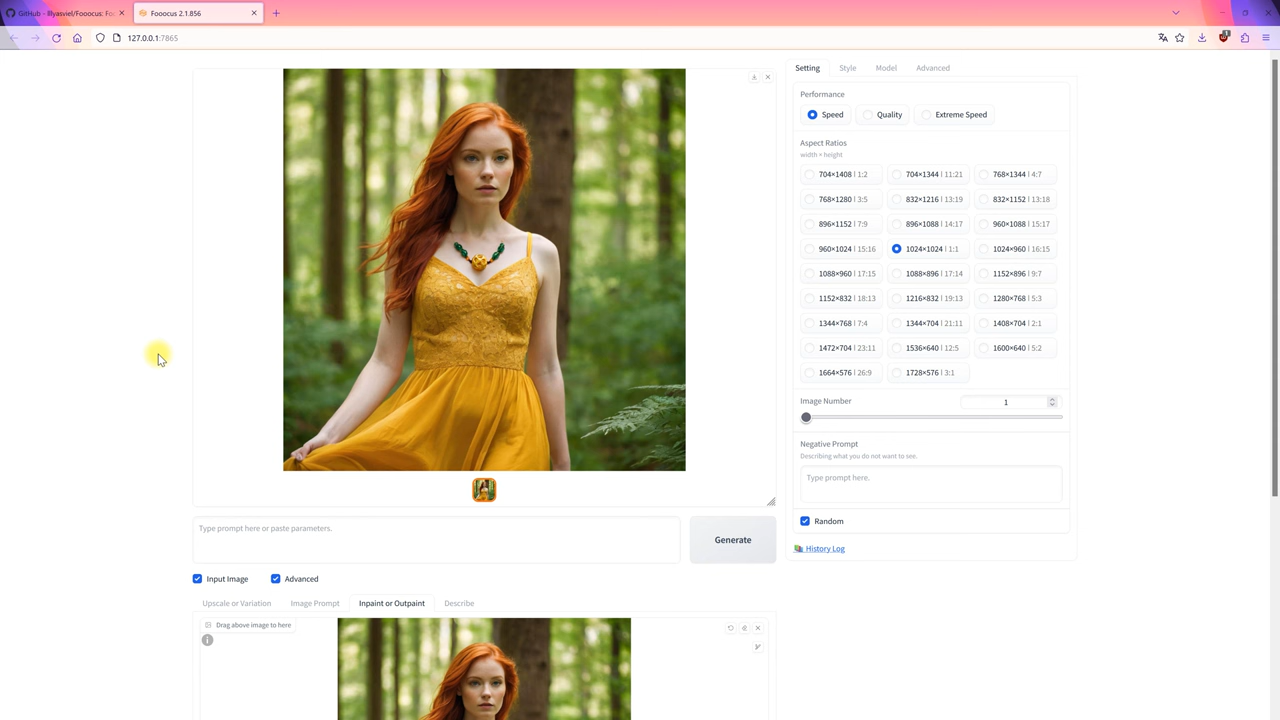 GitHub - lllyasviel/Fooocus: Fo
Fooocus 2.1.856
127.0.0.1:7865
Setting
Style
Model
Advanced
Performance
Speed
Quality
Extreme Speed
Aspect Ratios
width × height
704×1408 | 1:2
704×1344 | 11:21
768×1344 | 4:7
768×1280 | 3:5
832×1216 | 13:19
832×1152 | 13:18
896×1152 | 7:9
896×1088 | 14:17
960×1088 | 15:17
960×1024 | 15:16
1024×1024 | 1:1
1024×960 | 16:15
1088×960 | 17:15
1088×896 | 17:14
1152×896 | 9:7
1152×832 | 18:13
1216×832 | 19:13
1280×768 | 5:3
1344×768 | 7:4
1344×704 | 21:11
1408×704 | 2:1
1472×704 | 23:11
1536×640 | 12:5
1600×640 | 5:2
1664×576 | 26:9
1728×576 | 3:1
Image Number
1
Negative Prompt
Describing what you do not want to see.
Type prompt here.
Random
History Log
Type prompt here or paste parameters.
Generate
Input Image
Advanced
Upscale or Variation
Image Prompt
Inpaint or Outpaint
Describe
Drag above image to here